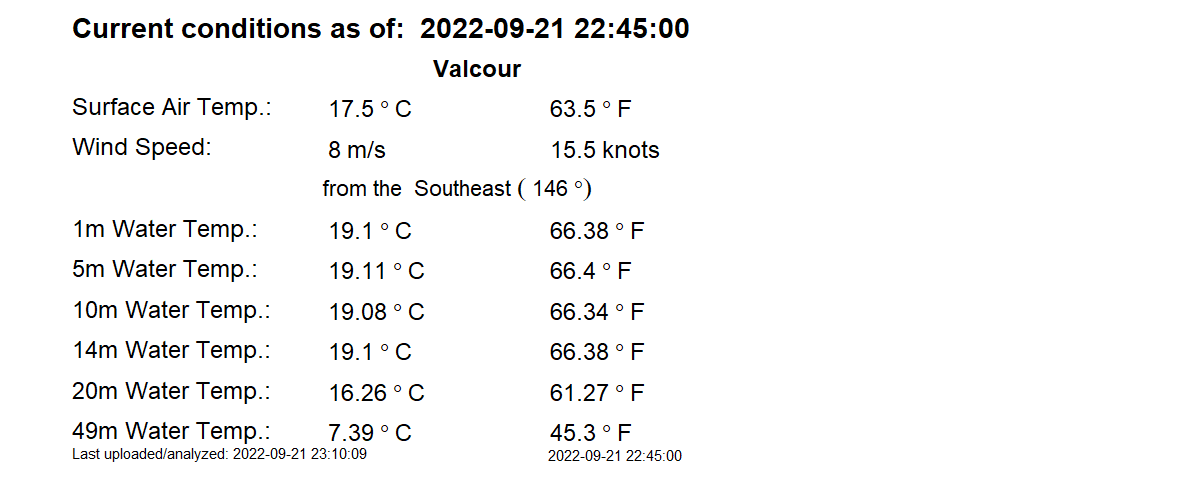 Current conditions as of: 2022-09-21 22:45:00
Valcour
Surface Air Temp.: 17.5 ° C 63.5 ° F
Wind Speed: 8 m/s 15.5 knots
from the Southeast ( 146 °)
1m Water Temp.: 19.1 ° C 66.38 ° F
5m Water Temp.: 19.11 ° C 66.4 ° F
10m Water Temp.: 19.08 ° C 66.34 ° F
14m Water Temp.: 19.1 ° C 66.38 ° F
20m Water Temp.: 16.26 ° C 61.27 ° F
49m Water Temp.: 7.39 ° C 45.3 ° F
Last uploaded/analyzed: 2022-09-21 23:10:09 2022-09-21 22:45:00